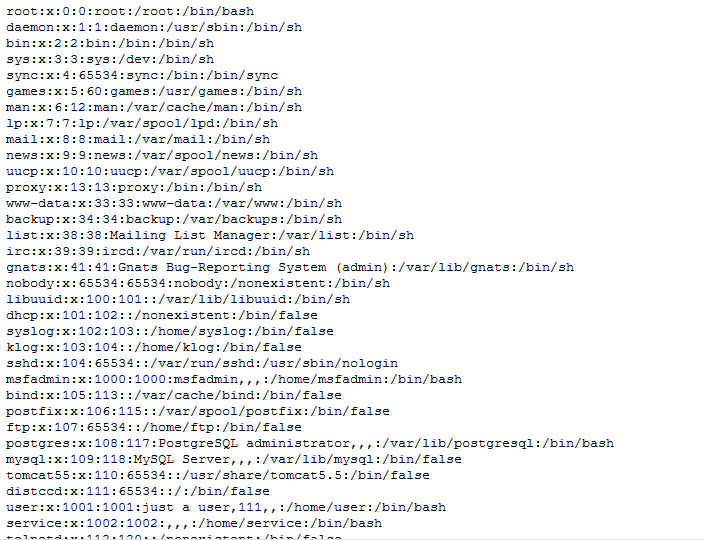 root:x:0:0:root:/root:/bin/bash
daemon:x:1:1:daemon:/usr/sbin:/bin/sh
bin:x:2:2:bin:/bin:/bin/sh
sys:x:3:3:sys:/dev:/bin/sh
sync:x:4:65534:sync:/bin:/bin/sync
games:x:5:60:games:/usr/games:/bin/sh
man:x:6:12:man:/var/cache/man:/bin/sh
lp:x:7:7:lp:/var/spool/lpd:/bin/sh
mail:x:8:8:mail:/var/mail:/bin/sh
news:x:9:9:news:/var/spool/news:/bin/sh
uucp:x:10:10:uucp:/var/spool/uucp:/bin/sh
proxy:x:13:13:proxy:/bin:/bin/sh
www-data:x:33:33:www-data:/var/www:/bin/sh
backup:x:34:34:backup:/var/backups:/bin/sh
list:x:38:38:Mailing List Manager:/var/list:/bin/sh
irc:x:39:39:ircd:/var/run/ircd:/bin/sh
gnats:x:41:41:Gnats Bug-Reporting System (admin):/var/lib/gnats:/bin/sh
nobody:x:65534:65534:nobody:/nonexistent:/bin/sh
libuuid:x:100:101::/var/lib/libuuid:/bin/sh
dhcp:x:101:102::/nonexistent:/bin/false
syslog:x:102:103::/home/syslog:/bin/false
klog:x:103:104::/home/klog:/bin/false
sshd:x:104:65534::/var/run/sshd:/usr/sbin/nologin
msfadmin:x:1000:1000:msfadmin,,,:/home/msfadmin:/bin/bash
bind:x:105:113::/var/cache/bind:/bin/false
postfix:x:106:115::/var/spool/postfix:/bin/false
ftp:x:107:65534::/home/ftp:/bin/false
postgres:x:108:117:PostgreSQL administrator,,,:/var/lib/postgresql:/bin/bash
mysql:x:109:118:MySQL Server,,,:/var/lib/mysql:/bin/false
tomcat55:x:110:65534::/usr/share/tomcat5.5:/bin/false
distccd:x:111:65534::/:/bin/false
user:x:1001:1001:just a user,111,,:/home/user:/bin/bash
service:x:1002:1002:,,,:/home/service:/bin/bash
telnetd:x:112:120::/nonexistent:/bin/false